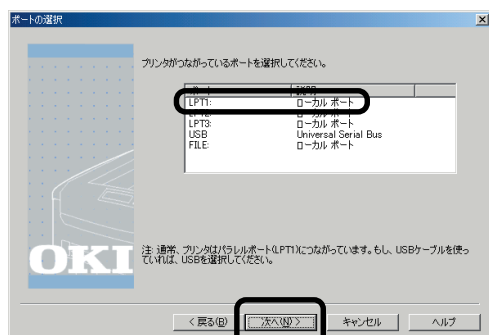 ポートの選択
プリンタがつながっているポートを選択してください。
ポート 説明
LPT1: ローカル ポート
LPT2: ローカル ポート
LPT3: ローカル ポート
USB Universal Serial Bus
FILE: ローカル ポート
注: 通常、プリンタはパラレルポート(LPT1)につながっています。もし、USBケーブルを使っ
ていれば、USBを選択してください。
OKI
< 戻る(B) 次へ(N) > キャンセル ヘルプ